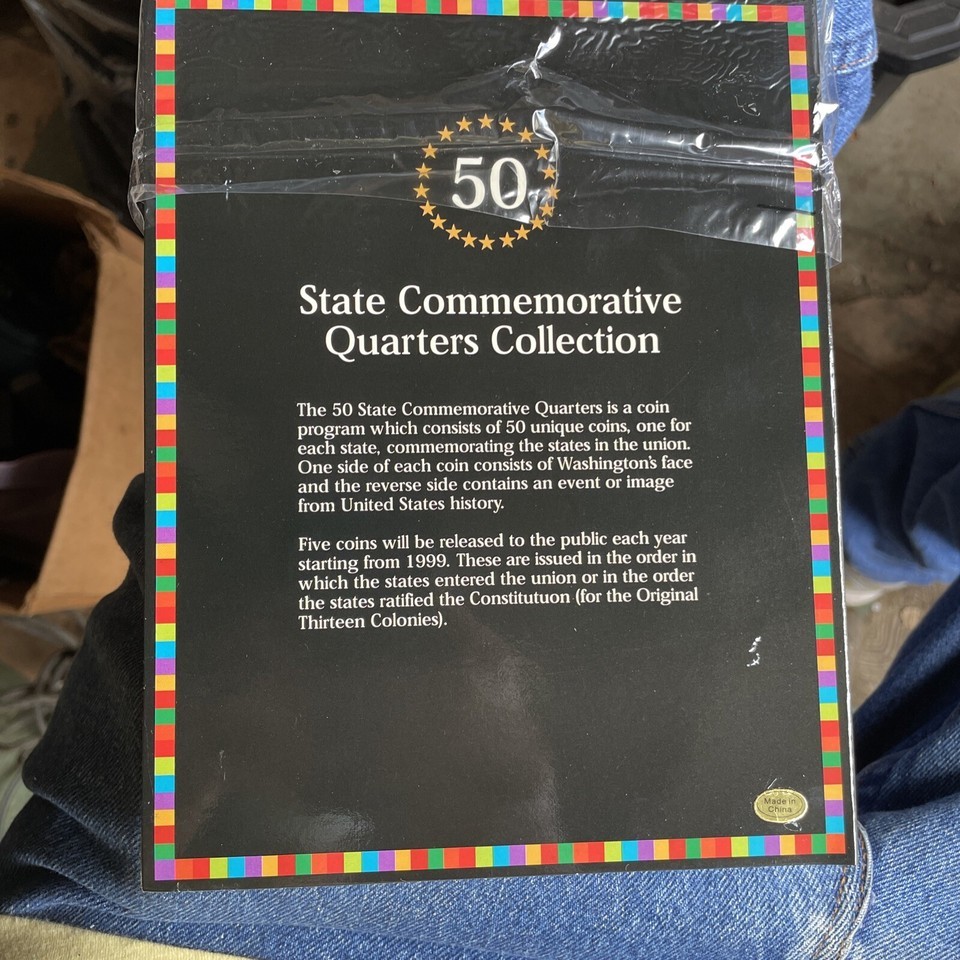 50
State Commemorative
Quarters Collection
The 50 State Commemorative Quarters is a coin
program which consists of 50 unique coins, one for
each state, commemorating the states in the union.
One side of each coin consists of Washington's face
and the reverse side contains an event or image
from United States history.
Five coins will be released to the public each year
starting from 1999. These are issued in the order in
which the states entered the union or in the order
the states ratified the Constitutuon (for the Original
Thirteen Colonies).
Made in
China